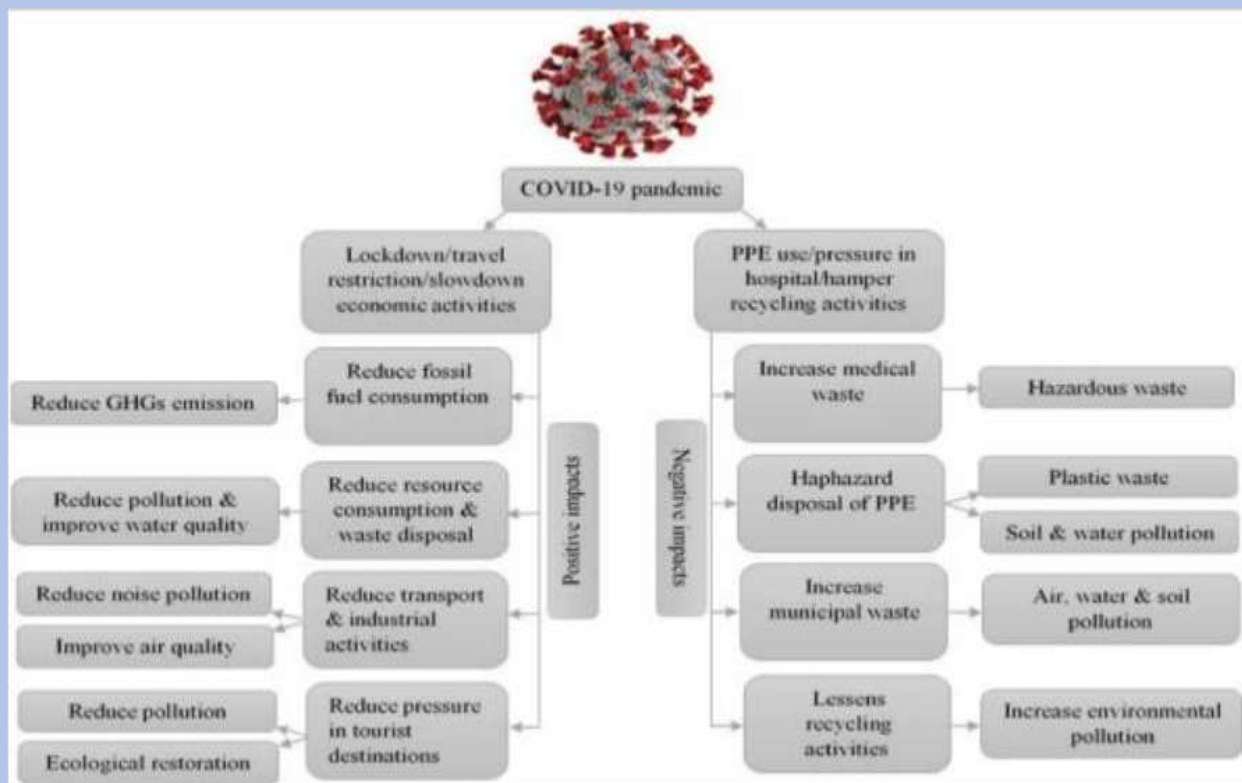 COVID-19 pandemic
Lockdown/travel
restriction/slowdown
economic activities
PPE use/pressure in
hospital/hamper
recycling activities
Reduce fossil
fuel consumption
Reduce GHGs emission
Reduce resource
consumption &
waste disposal
Reduce pollution &
improve water quality
Reduce transport
& industrial
activities
Reduce noise pollution
Improve air quality
Reduce pressure
in tourist
destinations
Reduce pollution
Ecological restoration
Positive impacts
Negative impacts
Increase medical
waste
Hazardous waste
Haphazard
disposal of PPE
Plastic waste
Soil & water pollution
Increase
municipal waste
Air, water & soil
pollution
Lessens
recycling
activities
Increase environmental
pollution